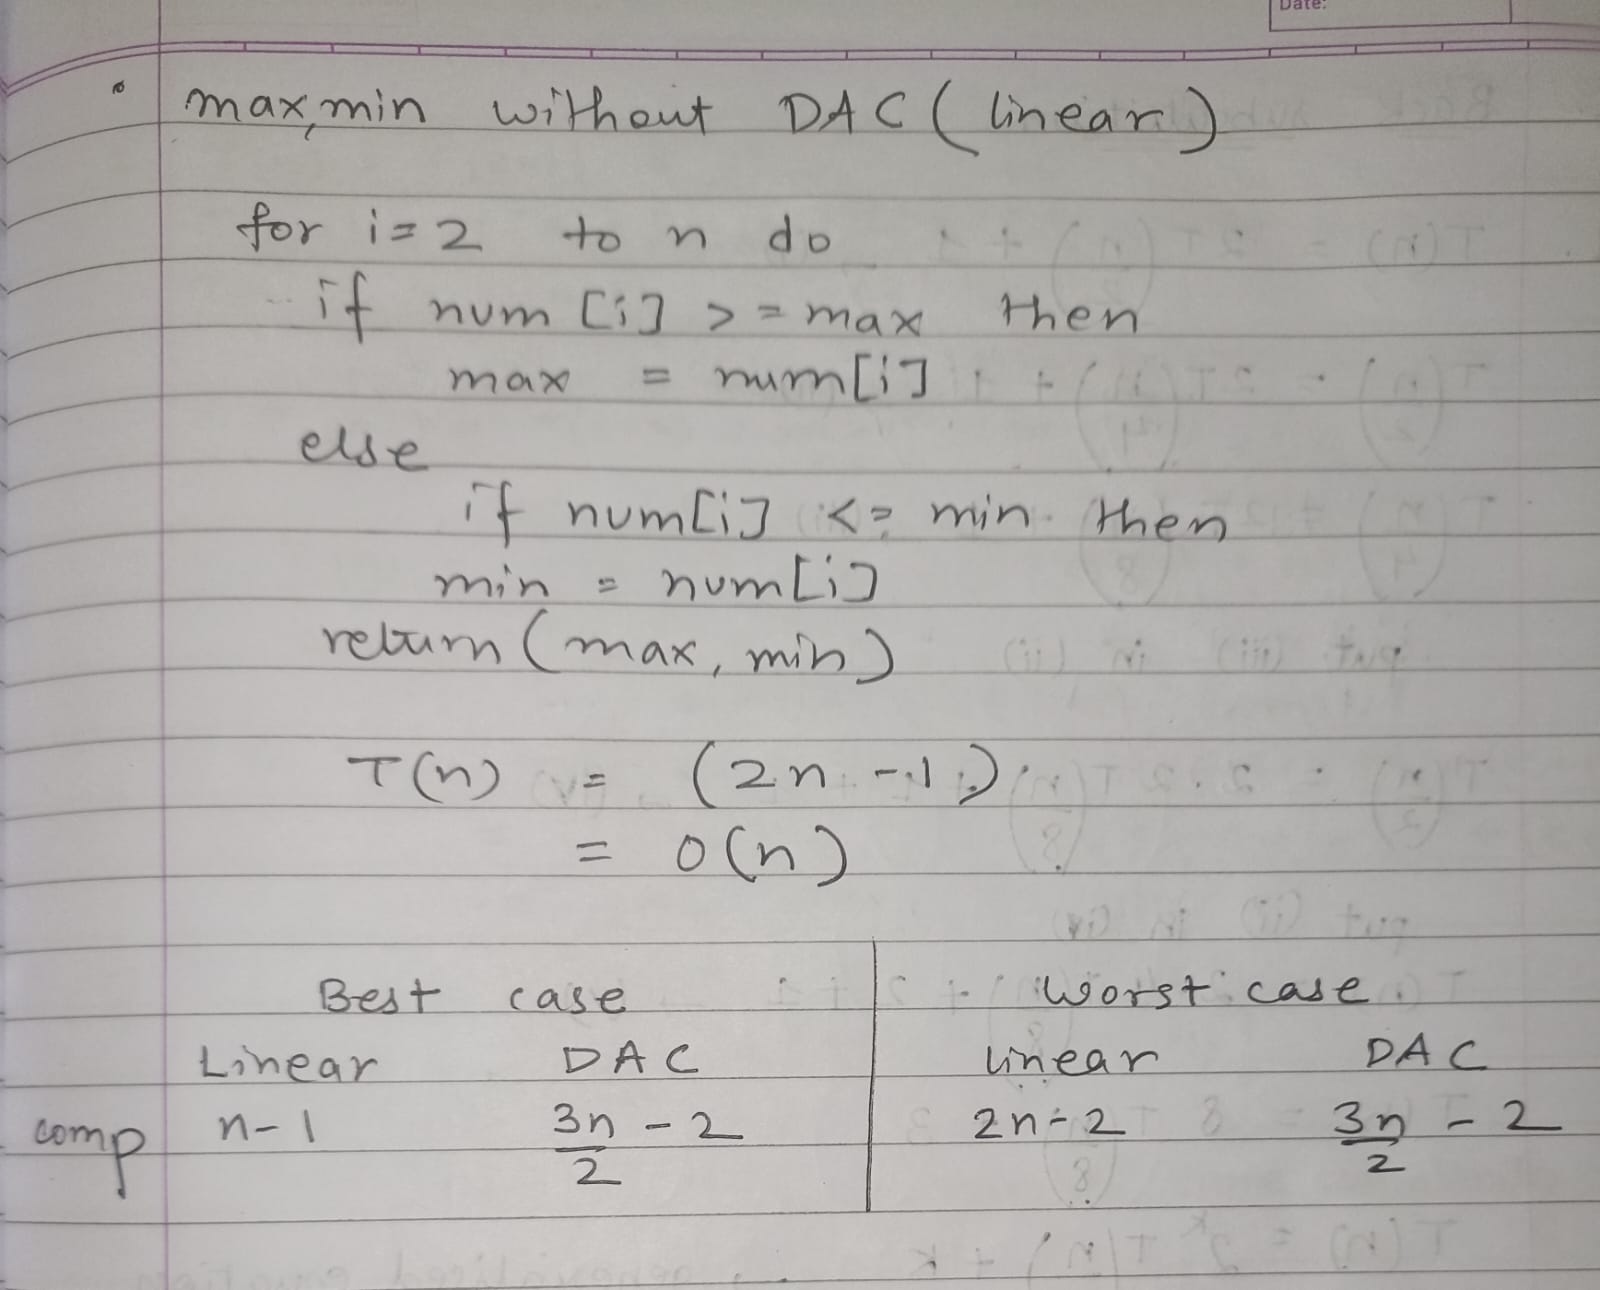 Date:
• max, min without DAC (linear)
for i=2 to n do
if num [i] >= max then
max = num[i]
else
if num[i] <= min then
min = num[i]
return (max, min)
T(n) = (2n - 1)
= O(n)
Best case Worst case
Linear DAC Linear DAC
comp n-1 3n/2 - 2 2n-2 3n/2 - 2